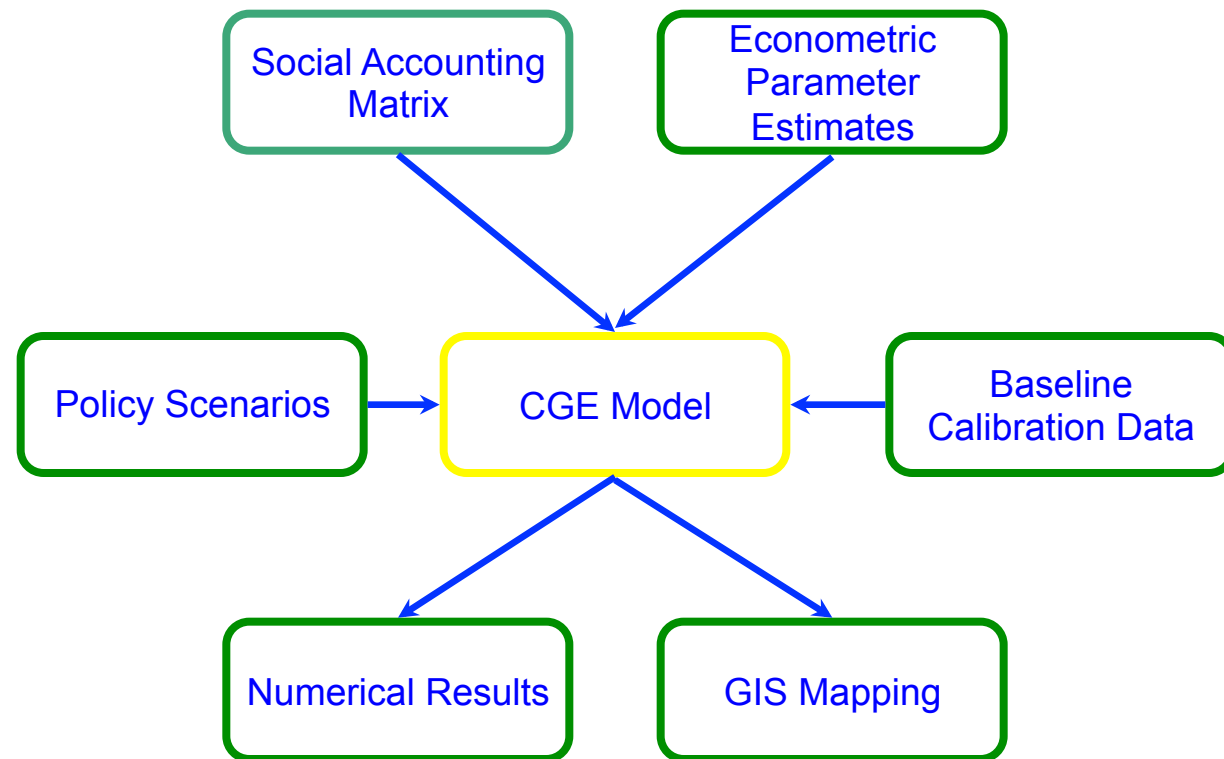 Social Accounting
Matrix
Econometric
Parameter
Estimates
Policy Scenarios
CGE Model
Baseline
Calibration Data
Numerical Results
GIS Mapping